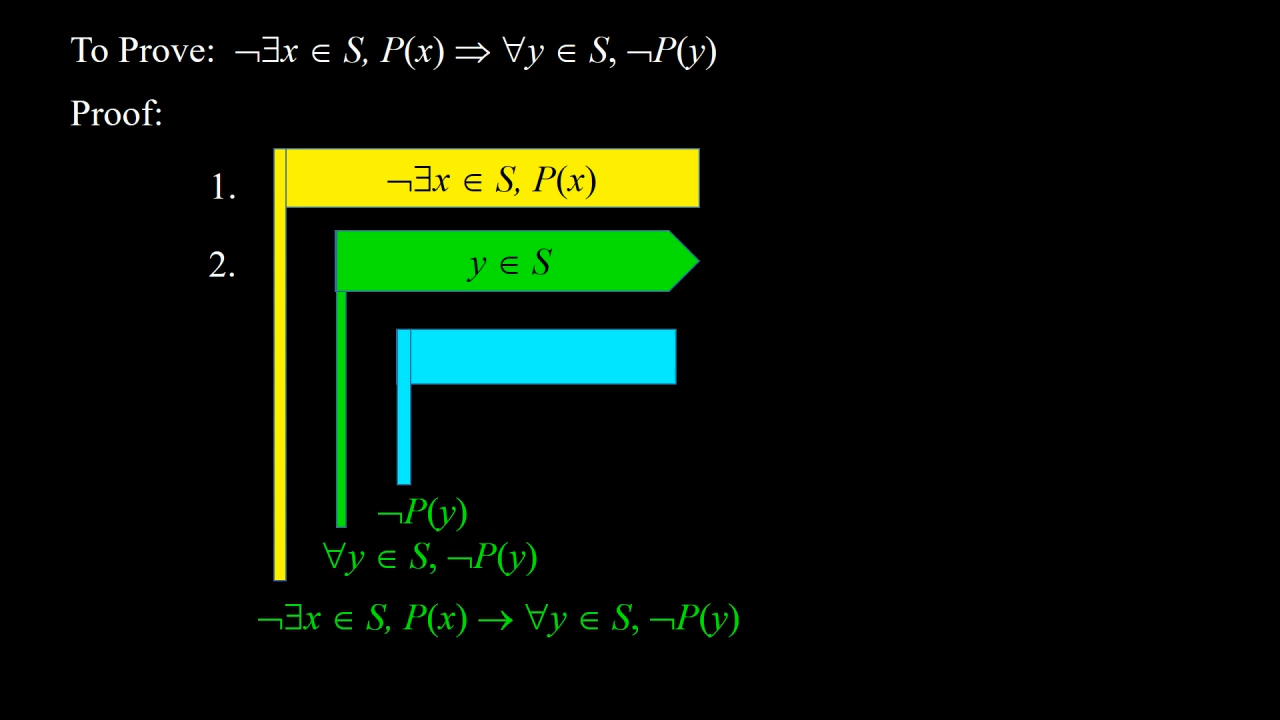 To Prove: ¬∃x ∈ S, P(x) ⇒ ∀y ∈ S, ¬P(y)
Proof:
1. ¬∃x ∈ S, P(x)
2. y ∈ S
¬P(y)
∀y ∈ S, ¬P(y)
¬∃x ∈ S, P(x) → ∀y ∈ S, ¬P(y)